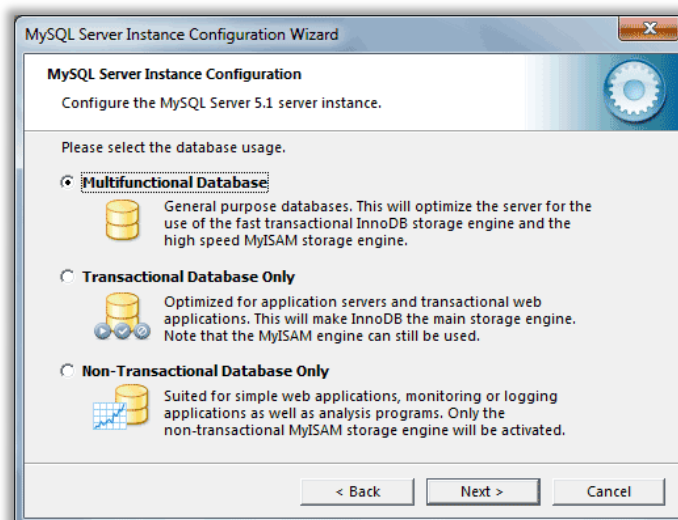 MySQL Server Instance Configuration Wizard
MySQL Server Instance Configuration
Configure the MySQL Server 5.1 server instance.
Please select the database usage.
Multifunctional Database
General purpose databases. This will optimize the server for the
use of the fast transactional InnoDB storage engine and the
high speed MyISAM storage engine.
Transactional Database Only
Optimized for application servers and transactional web
applications. This will make InnoDB the main storage engine.
Note that the MyISAM engine can still be used.
Non-Transactional Database Only
Suited for simple web applications, monitoring or logging
applications as well as analysis programs. Only the
non-transactional MyISAM storage engine will be activated.
< Back Next > Cancel